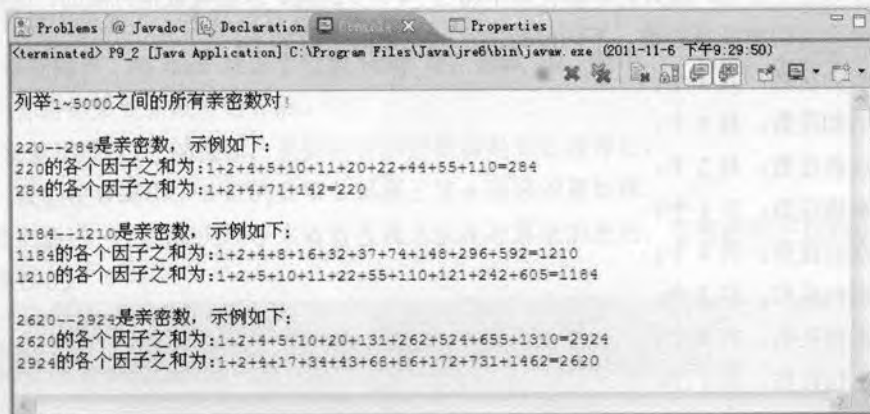 Problems @ Javadoc Declaration Console X Properties
<terminated> P9_2 [Java Application] C:\Program Files\Java\jre6\bin\javaw.exe (2011-11-6 下午9:29:50)
列举1~5000之间的所有亲密数对!
220--284是亲密数，示例如下:
220的各个因子之和为:1+2+4+5+10+11+20+22+44+55+110=284
284的各个因子之和为:1+2+4+71+142=220
1184--1210是亲密数，示例如下:
1184的各个因子之和为:1+2+4+8+16+32+37+74+148+296+592=1210
1210的各个因子之和为:1+2+5+10+11+22+55+110+121+242+605=1184
2620--2924是亲密数，示例如下:
2620的各个因子之和为:1+2+4+5+10+20+131+262+524+655+1310=2924
2924的各个因子之和为:1+2+4+17+34+43+68+86+172+731+1462=2620